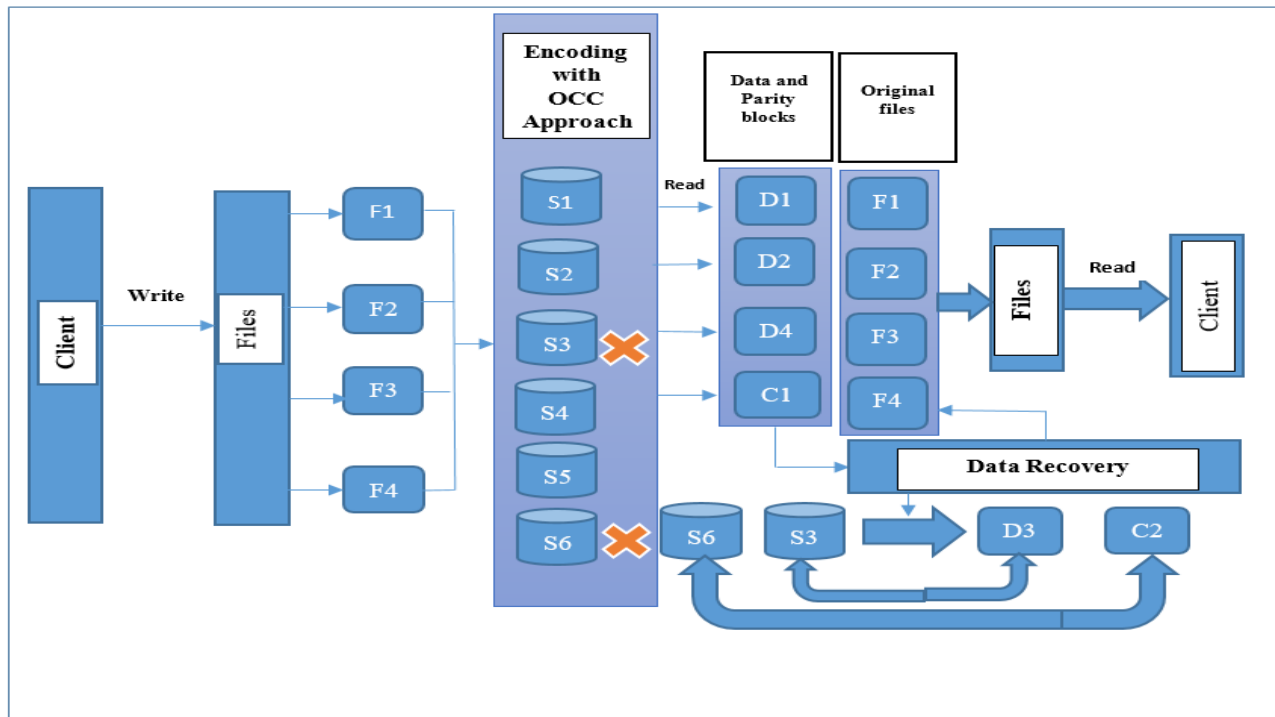 Client
Write
Files
F1
F2
F3
F4
Encoding
with
OCC
Approach
S1
S2
S3
S4
S5
S6
Read
Data and
Parity
blocks
D1
D2
D4
C1
Original
files
F1
F2
F3
F4
Files
Read
Client
Data Recovery
S6
S3
D3
C2